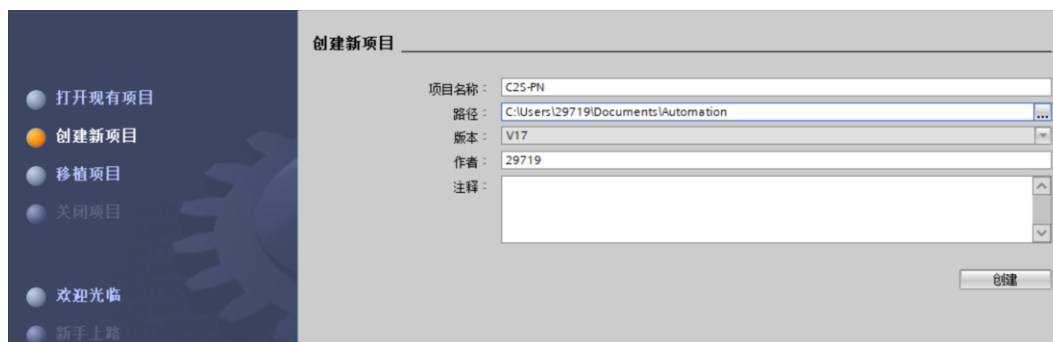 创建新项目
打开现有项目
创建新项目
移植项目
关闭项目
欢迎光临
新手上路
项目名称：
C2S-PN
路径：
C:\Users\29719\Documents\Automation
...
版本：
V17
作者：
29719
注释：
创建